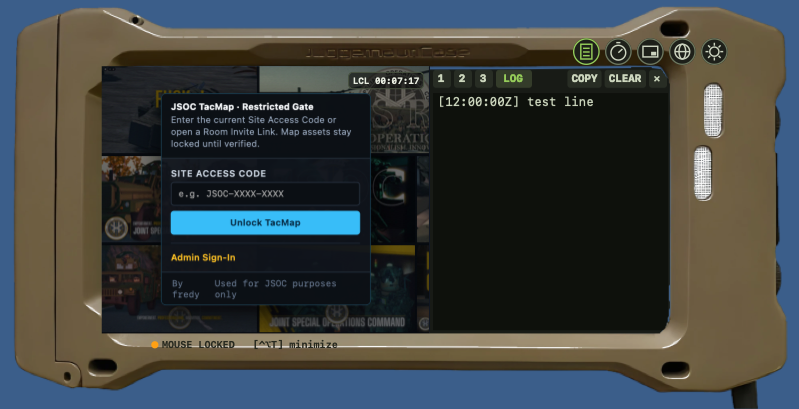 LCL 00:07:17
1 2 3 LOG COPY CLEAR ×
[12:00:00Z] test line
JSOC TacMap · Restricted Gate
Enter the current Site Access Code or
open a Room Invite Link. Map assets stay
locked until verified.
SITE ACCESS CODE
e.g. JSOC-XXXX-XXXX
Unlock TacMap
Admin Sign-In
By fredy
Used for JSOC purposes
only
JOINT SPECIAL OPERATIONS COMMAND
MOUSE LOCKED [^⌥T] minimize